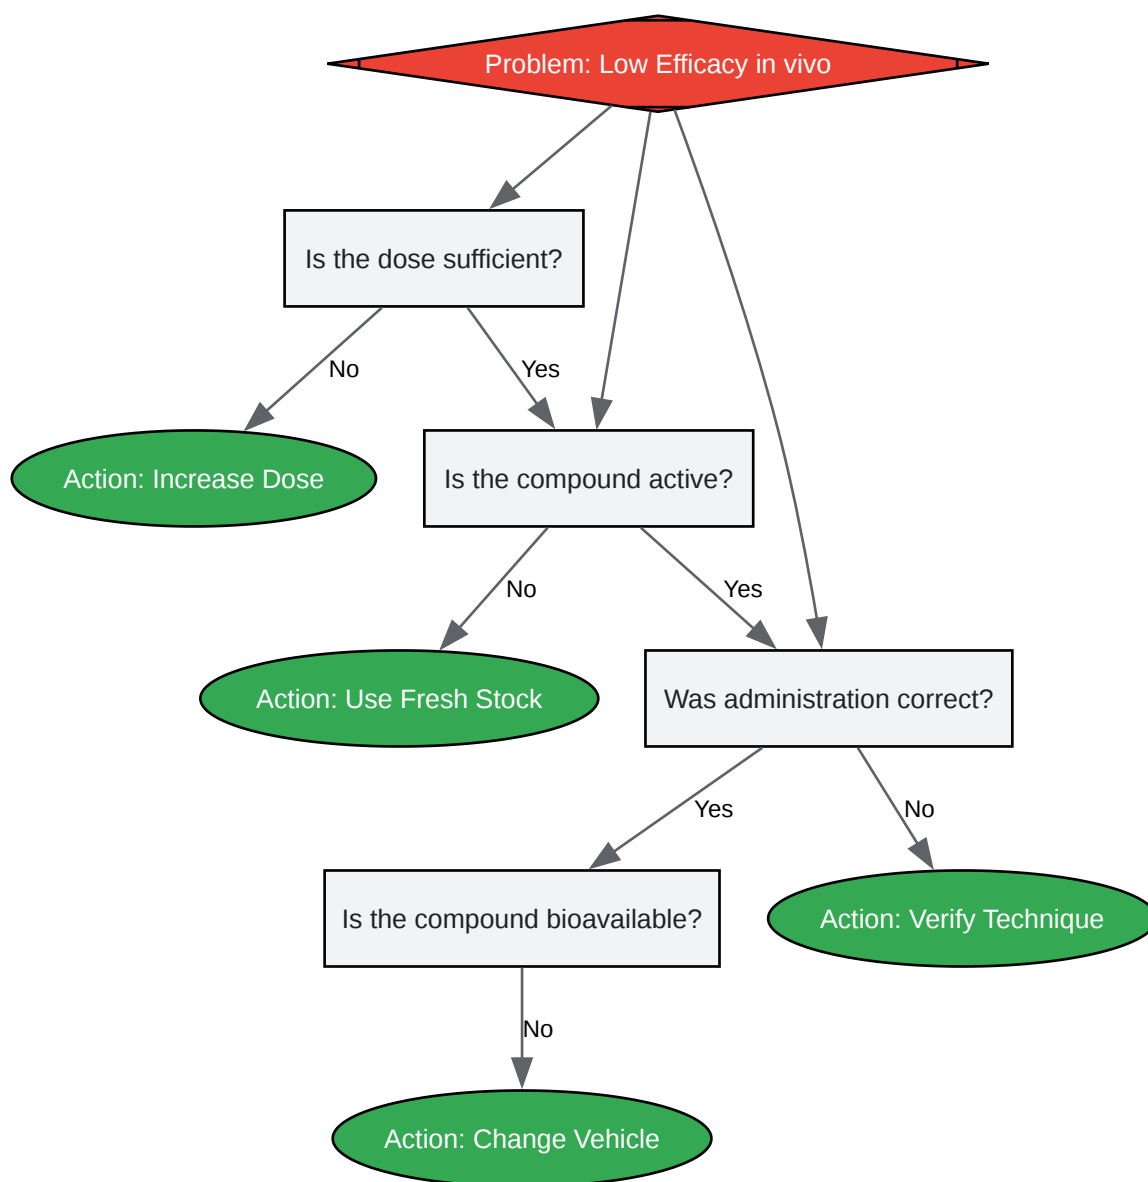 Problem: Low Efficacy in vivo
Is the dose sufficient?
No
Yes
Action: Increase Dose
Is the compound active?
No
Yes
Action: Use Fresh Stock
Was administration correct?
Yes
No
Is the compound bioavailable?
Action: Verify Technique
No
Action: Change Vehicle